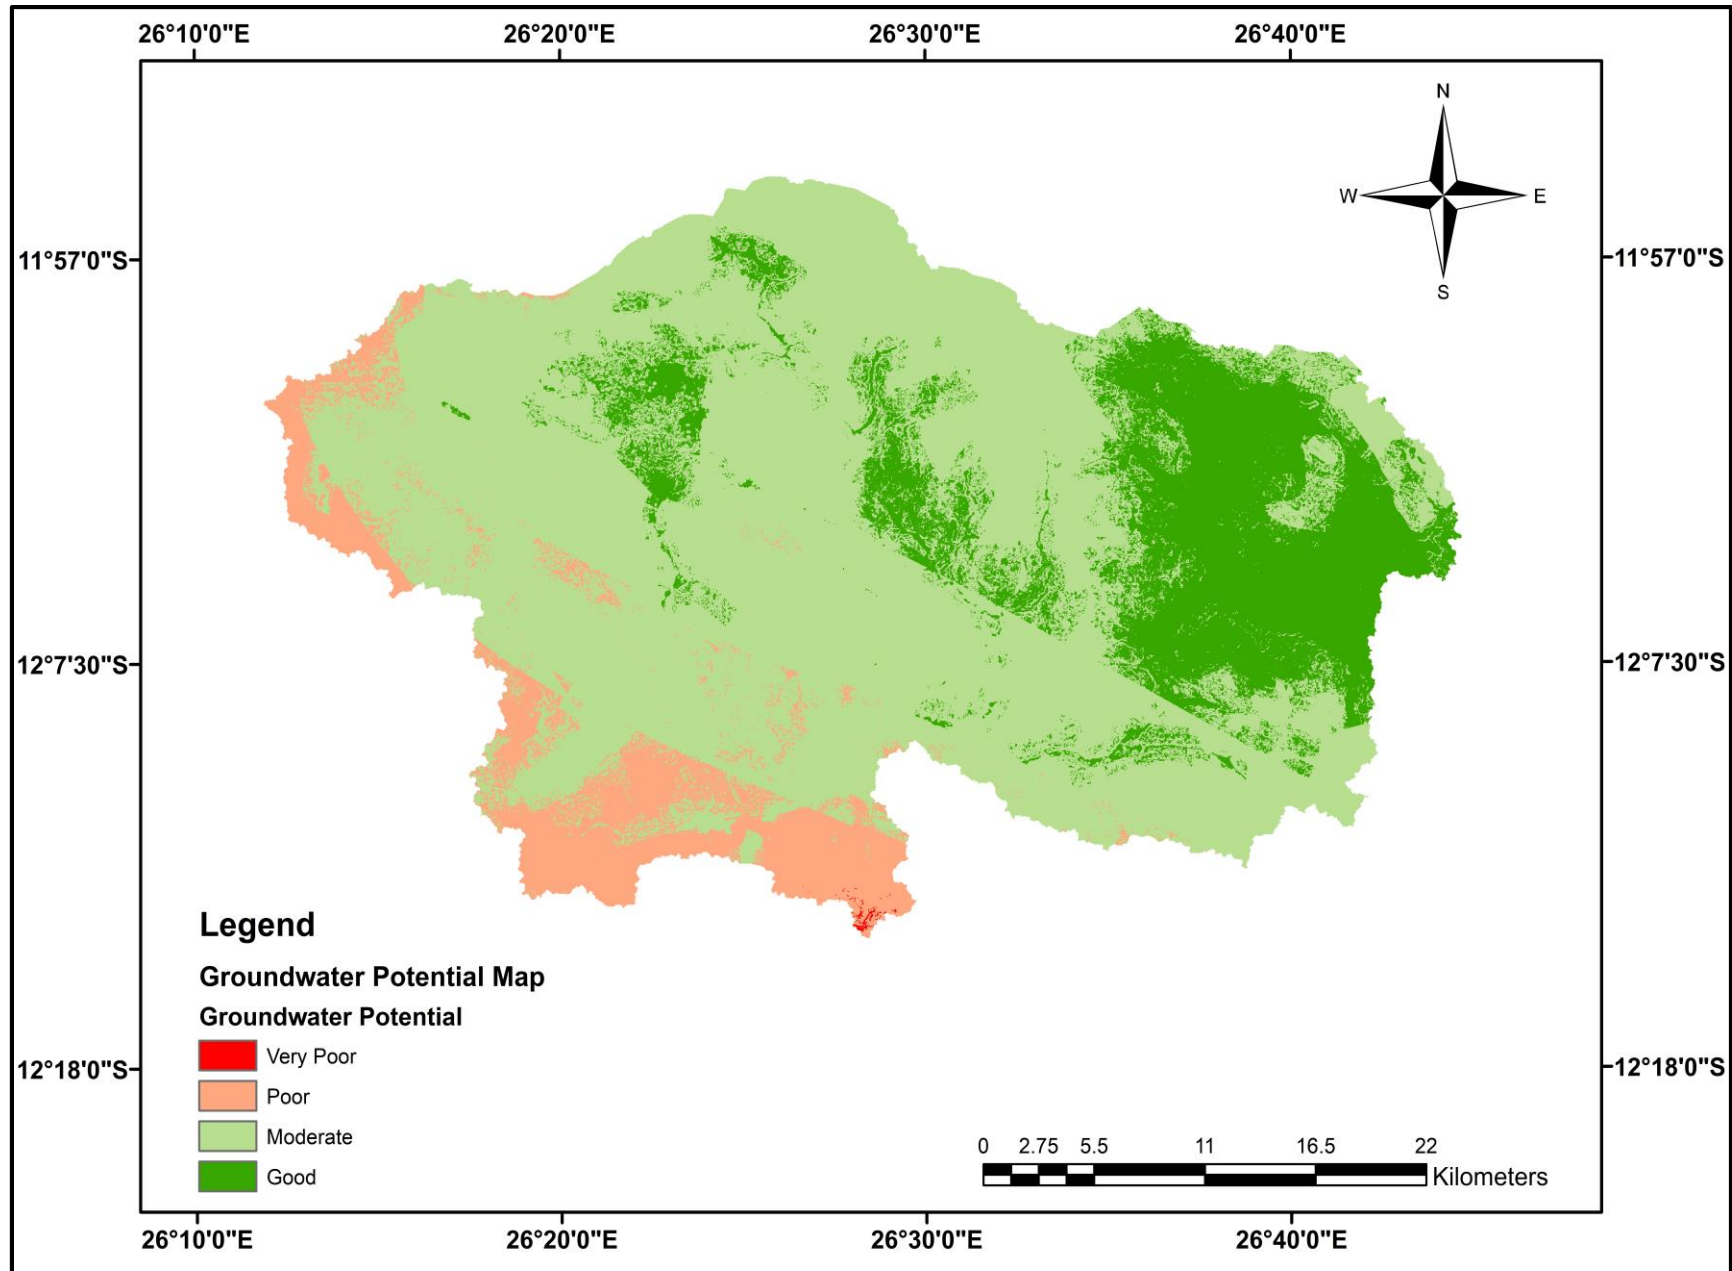 26°10'0"E 26°20'0"E 26°30'0"E 26°40'0"E
N
W E
S
11°57'0"S 11°57'0"S
12°7'30"S 12°7'30"S
12°18'0"S 12°18'0"S
Legend
Groundwater Potential Map
Groundwater Potential
Very Poor
Poor
Moderate
Good
0 2.75 5.5 11 16.5 22
Kilometers
26°10'0"E 26°20'0"E 26°30'0"E 26°40'0"E